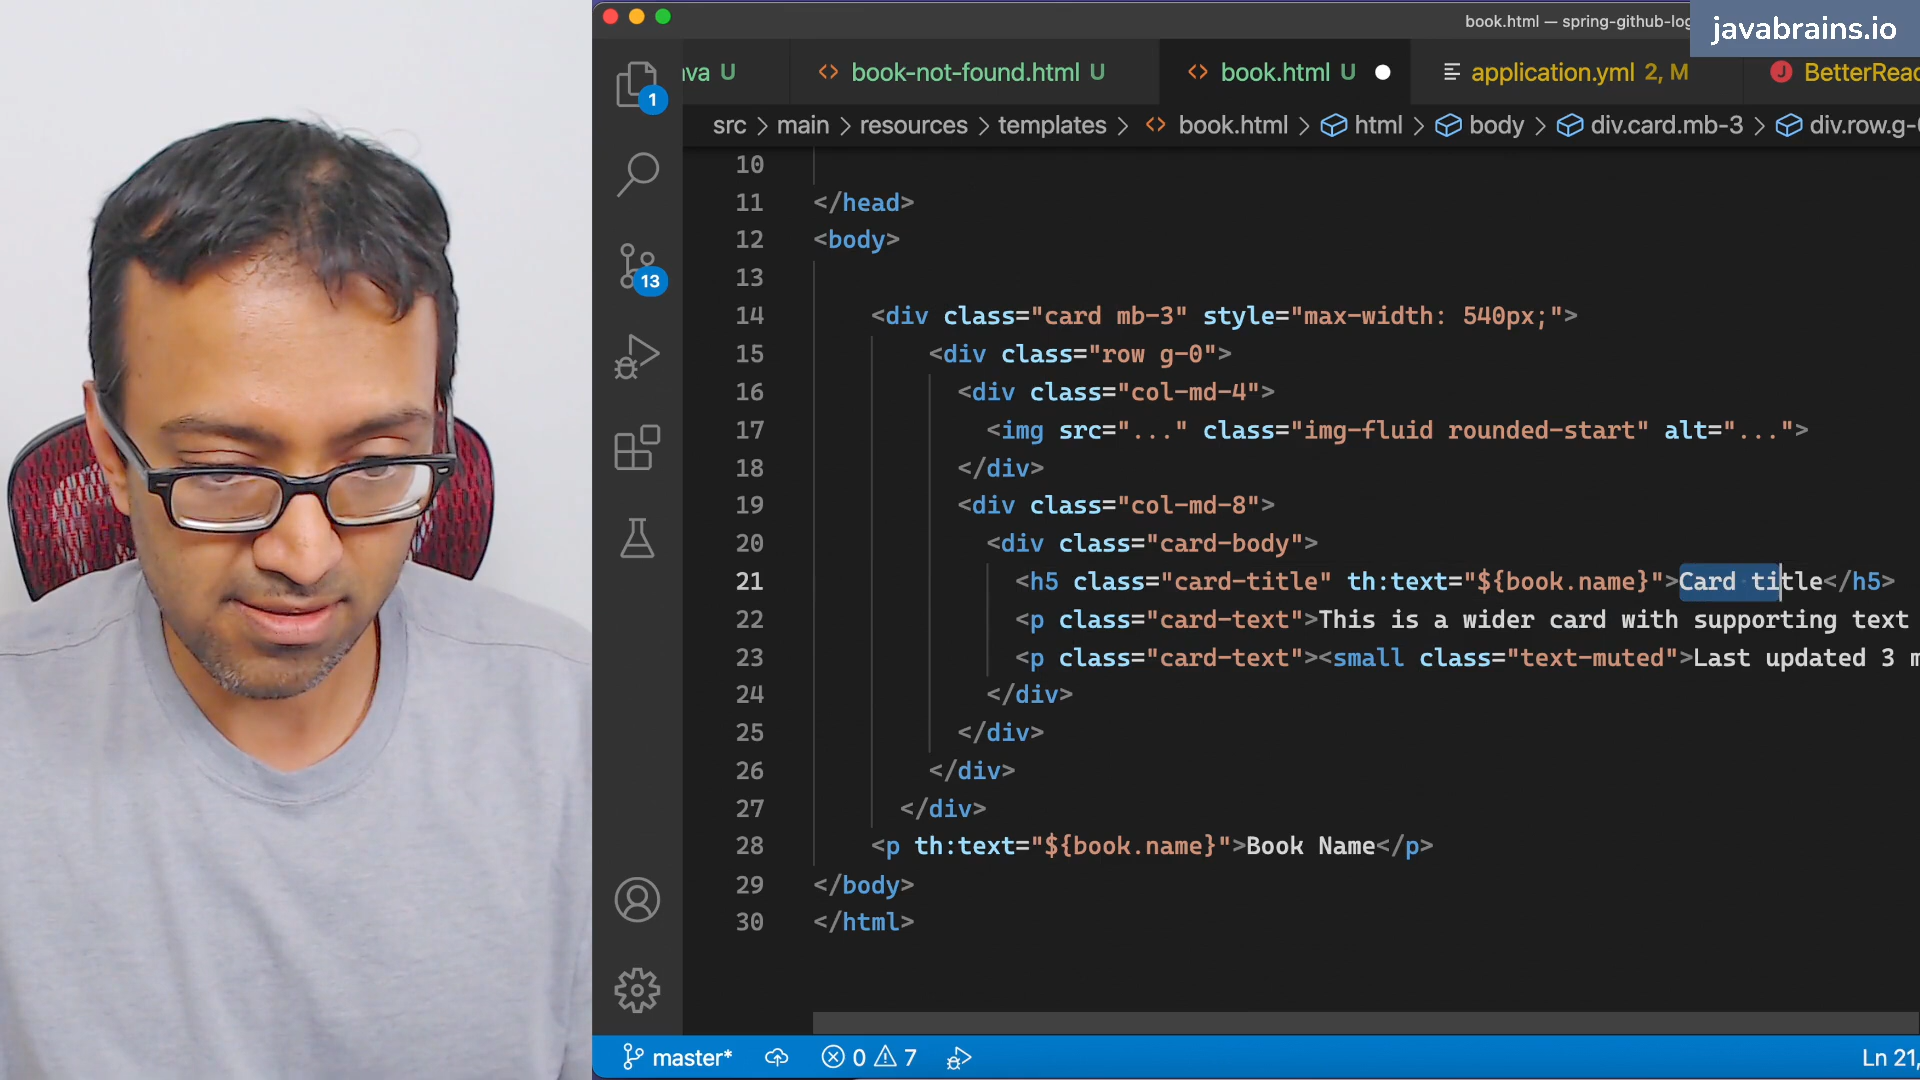 book.html — spring-github-log
javabrains.io
ava U
book-not-found.html U
book.html U
application.yml 2, M
BetterReac
1
src > main > resources > templates > book.html > html > body > div.card.mb-3 > div.row.g-
10
11 </head>
12 <body>
13
14 <div class="card mb-3" style="max-width: 540px;">
15 <div class="row g-0">
16 <div class="col-md-4">
17 <img src="..." class="img-fluid rounded-start" alt="...">
18 </div>
19 <div class="col-md-8">
20 <div class="card-body">
21 <h5 class="card-title" th:text="${book.name}">Card title</h5>
22 <p class="card-text">This is a wider card with supporting text
23 <p class="card-text"><small class="text-muted">Last updated 3 m
24 </div>
25 </div>
26 </div>
27 </div>
28 <p th:text="${book.name}">Book Name</p>
29 </body>
30 </html>
13
master* 0 7
Ln 21,